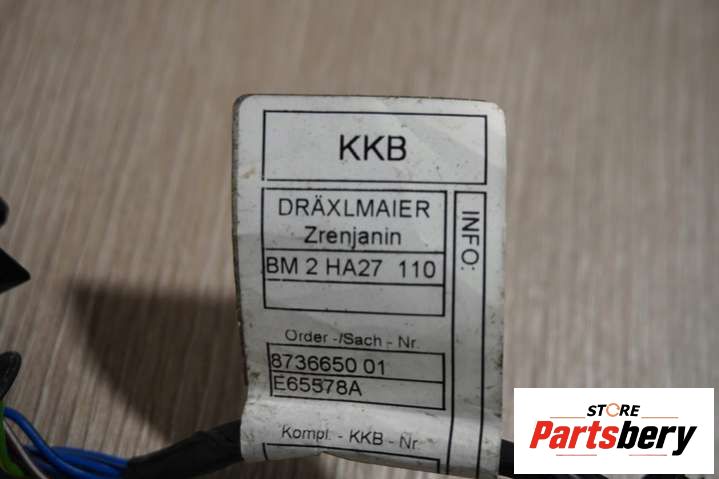 KKB
DRÄXLMAIER
Zrenjanin
BM 2 HA27 110
INFO:
Order -/Sach - Nr.
8736650 01
E65578A
Kompl. - KKB - Nr
STORE
Partsbery